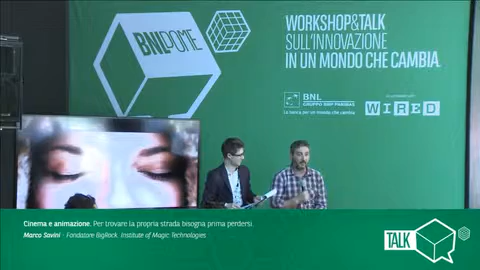 BNLDOME
WORKSHOP&TALK
SULL'INNOVAZIONE
IN UN MONDO CHE CAMBIA.
BNL
GRUPPO BNP PARIBAS
La banca per un mondo che cambia
WIRED
Cinema e animazione. Per trovare la propria strada bisogna prima perdersi.
Marco Savini - Fondatore BigRock. Institute of Magic Technologies
TALK